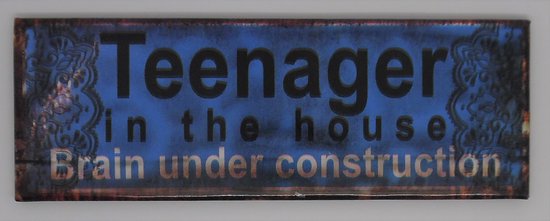 Teenager
in the house
Brain under construction